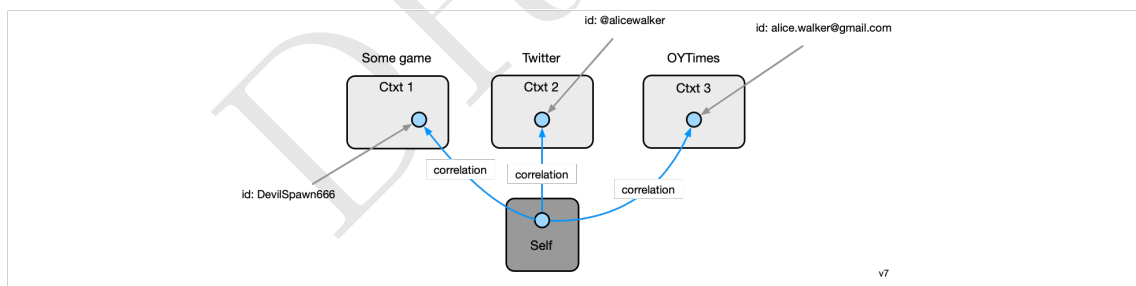 id: @alicewalker
id: alice.walker@gmail.com
Some game
Twitter
OYTimes
Ctxt 1
Ctxt 2
Ctxt 3
correlation
correlation
correlation
id: DevilSpawn666
Self
v7